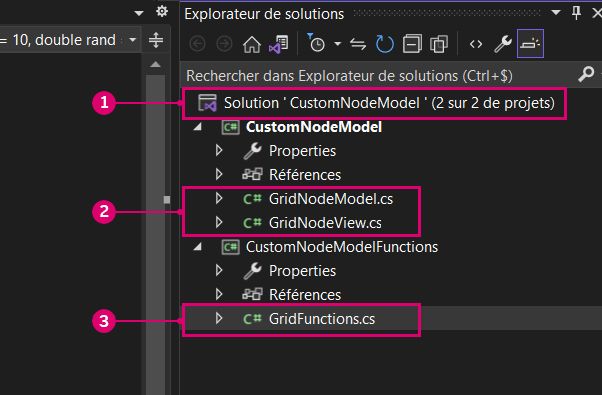 Explorateur de solutions
= 10, double rand
Rechercher dans Explorateur de solutions (Ctrl+$)
1 Solution ' CustomNodeModel ' (2 sur 2 de projets)
C# CustomNodeModel
Properties
Références
C# GridNodeModel.cs
2
C# GridNodeView.cs
C# CustomNodeModelFunctions
Properties
Références
3 C# GridFunctions.cs